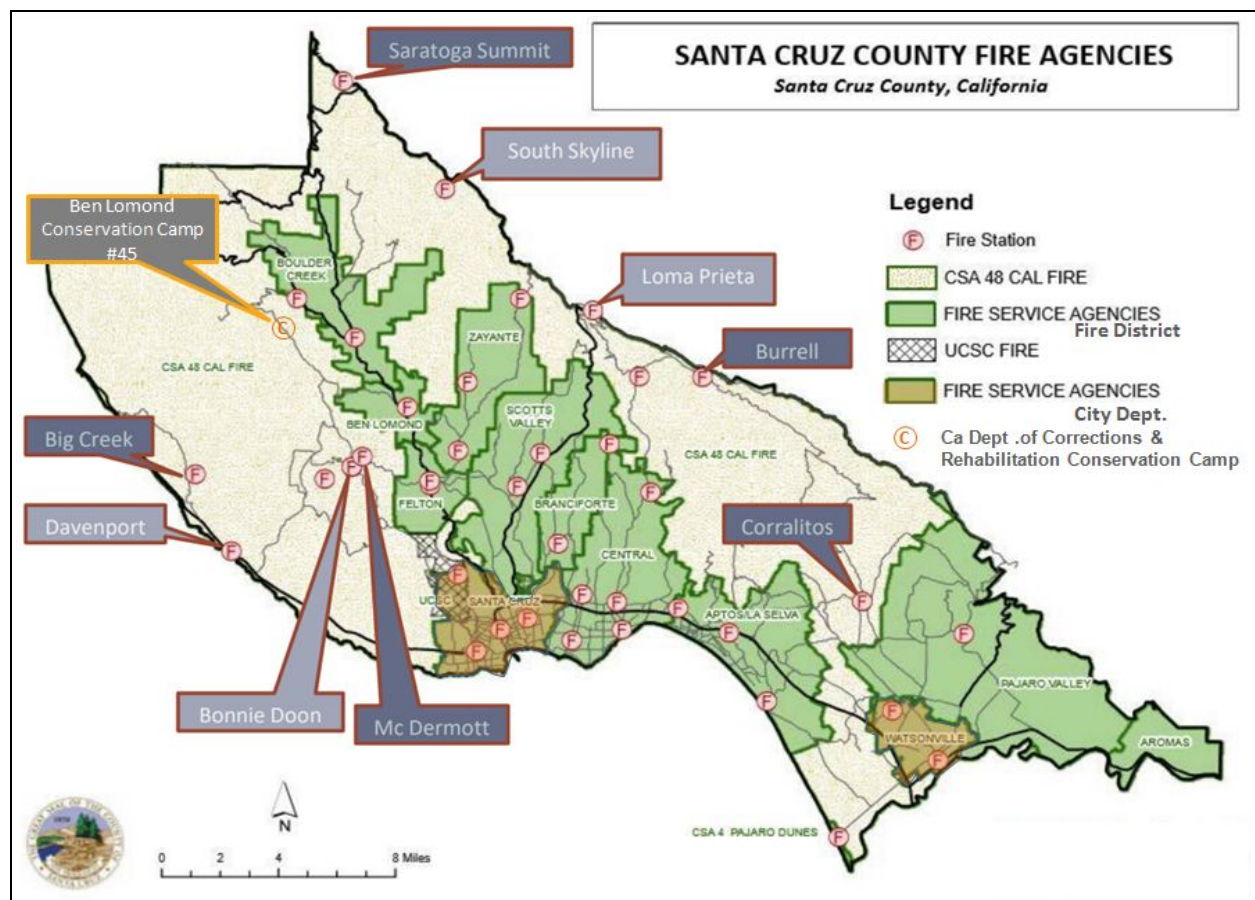 SANTA CRUZ COUNTY FIRE AGENCIES
Santa Cruz County, California
Saratoga Summit
South Skyline
Ben Lomond
Conservation Camp
#45
Loma Prieta
Burrell
Big Creek
Davenport
Corralitos
Bonnie Doon
Mc Dermott
Legend
F Fire Station
CSA 48 CAL FIRE
FIRE SERVICE AGENCIES
Fire District
UCSC FIRE
FIRE SERVICE AGENCIES
City Dept.
C Ca Dept .of Corrections &
Rehabilitation Conservation Camp
BOULDER
CREEK
ZAYANTE
CSA 48 CAL FIRE
BEN LOMOND
SCOTTS
VALLEY
CSA 48 CAL FIRE
FELTON
BRANCIFORTE
CENTRAL
UCSC
SANTA CRUZ
APTOS/LA SELVA
PAJARO VALLEY
WATSONVILLE
AROMAS
CSA 4 PAJARO DUNES
N
0 2 4 8 Miles